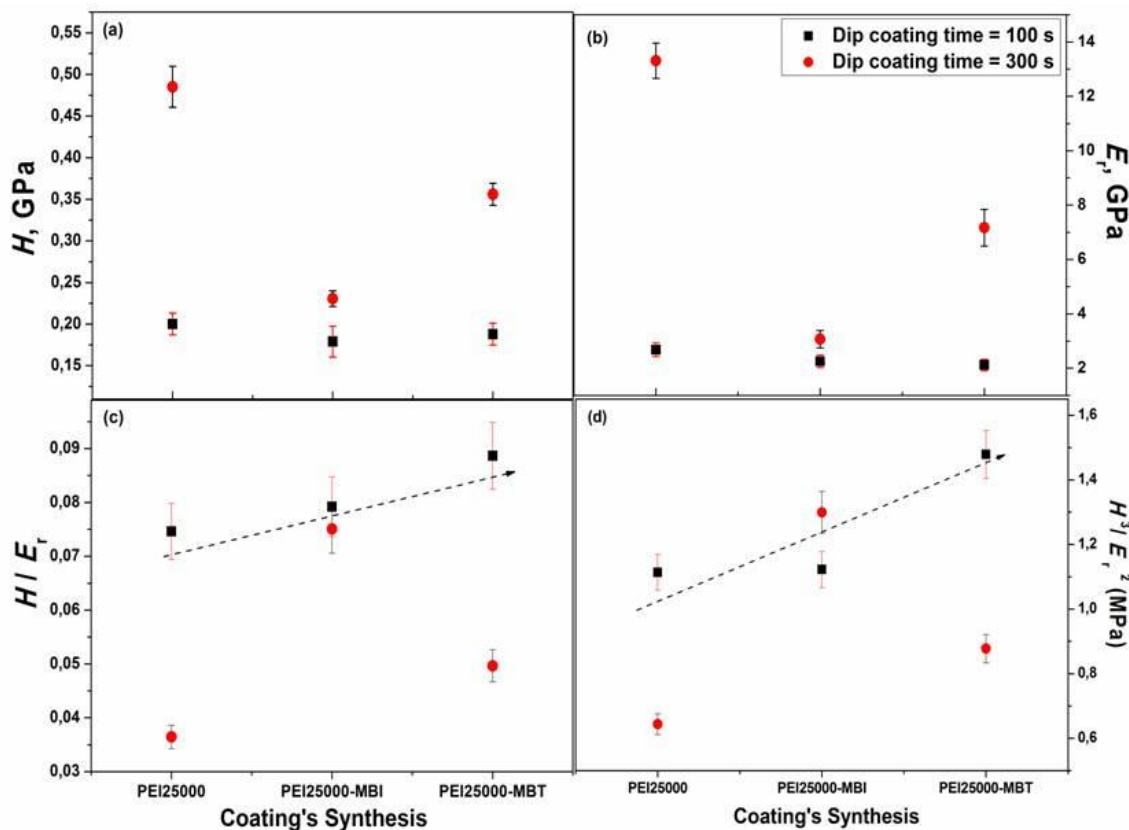 (a)
0,55
0,50
0,45
0,40
0,35
0,30
0,25
0,20
0,15
H, GPa
(b)
Dip coating time = 100 s
Dip coating time = 300 s
14
12
10
8
6
4
2
E_r, GPa
(c)
0,09
0,08
0,07
0,06
0,05
0,04
0,03
H / E_r
PEI25000
PEI25000-MBI
PEI25000-MBT
Coating's Synthesis
(d)
1,6
1,4
1,2
1,0
0,8
0,6
H³/ E_r² (MPa)
PEI25000
PEI25000-MBI
PEI25000-MBT
Coating's Synthesis